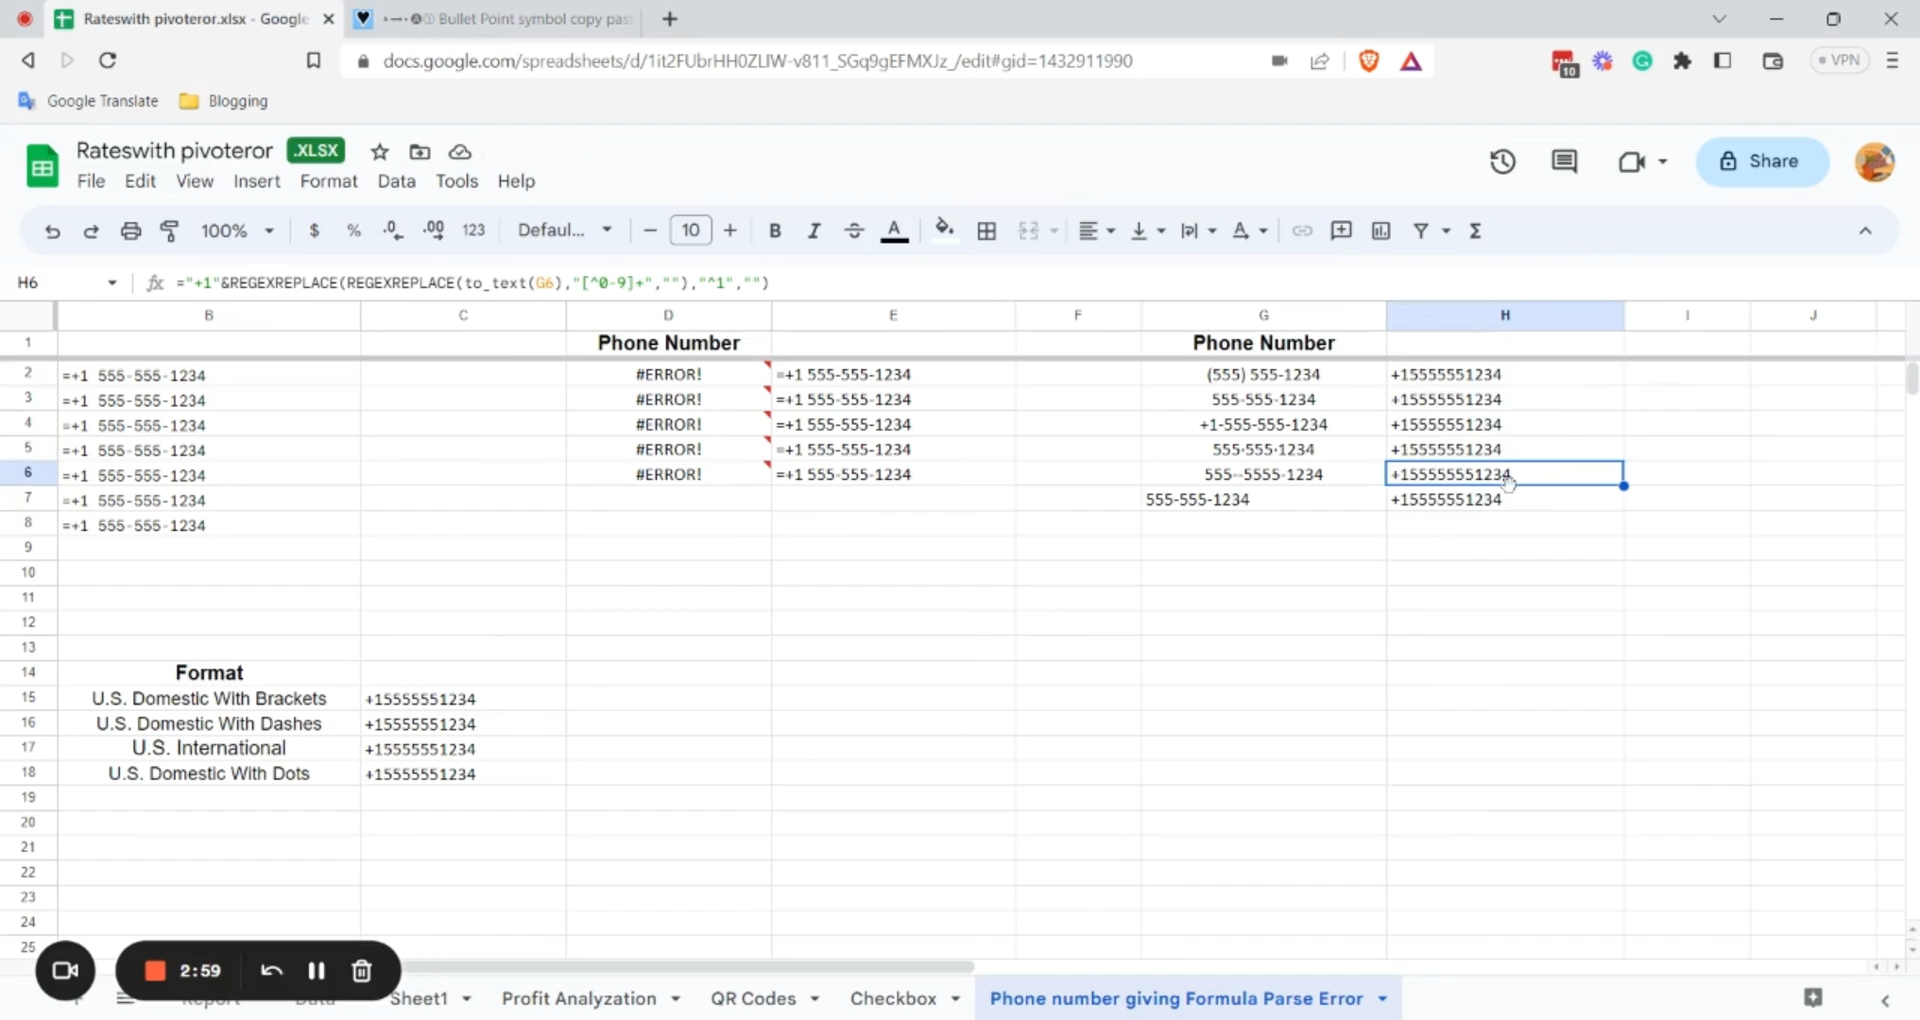 Rateswith pivoteror.xlsx - Google
Bullet Point symbol copy past
docs.google.com/spreadsheets/d/1it2FUbrHH0ZLIW-v811_SGq9gEFMXJz_/edit#gid=1432911990
10
VPN
Google Translate Blogging
Rateswith pivoteror .XLSX
File Edit View Insert Format Data Tools Help
Share
100% $ % .0 .00 123 Defaul... 10 B I A
H6 fx ="+1"&REGEXREPLACE(REGEXREPLACE(to_text(G6),"[^0-9]+",""),"^1","")
B C D E F G H I J
1 Phone Number Phone Number
2 =+1 555-555-1234 #ERROR! =+1 555-555-1234 (555) 555-1234 +15555551234
3 =+1 555-555-1234 #ERROR! =+1 555-555-1234 555-555-1234 +15555551234
4 =+1 555-555-1234 #ERROR! =+1 555-555-1234 +1-555-555-1234 +15555551234
5 =+1 555-555-1234 #ERROR! =+1 555-555-1234 555·555·1234 +15555551234
6 =+1 555-555-1234 #ERROR! =+1 555-555-1234 555--5555-1234 +155555551234
7 =+1 555-555-1234 555-555-1234 +15555551234
8 =+1 555-555-1234
9
10
11
12
13
14 Format
15 U.S. Domestic With Brackets +15555551234
16 U.S. Domestic With Dashes +15555551234
17 U.S. International +15555551234
18 U.S. Domestic With Dots +15555551234
19
20
21
22
23
24
25
2:59
Report Data Sheet1 Profit Analyzation QR Codes Checkbox Phone number giving Formula Parse Error